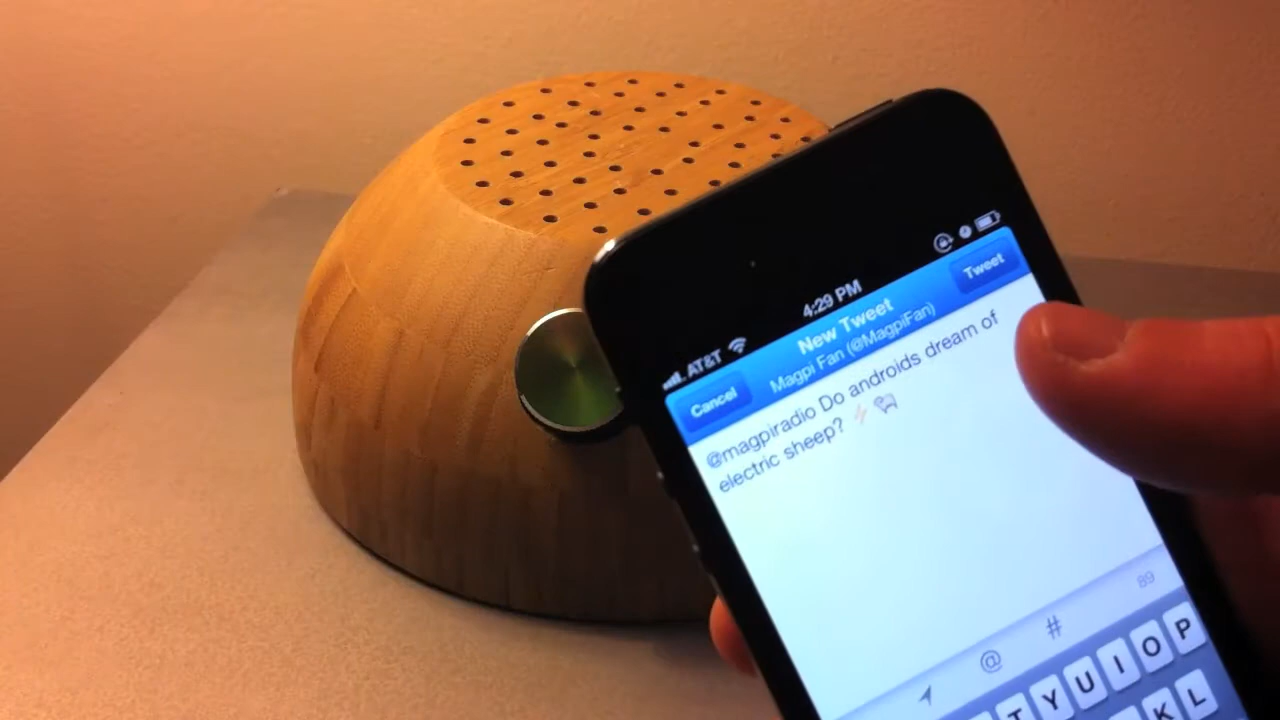 AT&T 4:29 PM
Cancel New Tweet Tweet
Magpi Fan (@MagpiFan)
@magpiradio Do androids dream of
electric sheep? ⚡🐑
@ # 89
T Y U I O P
K L